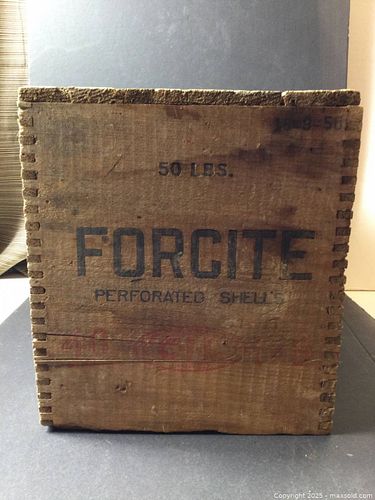 50 LBS.
FORCITE
PERFORATED SHELLS
Copyright 2025 - maxsold.com